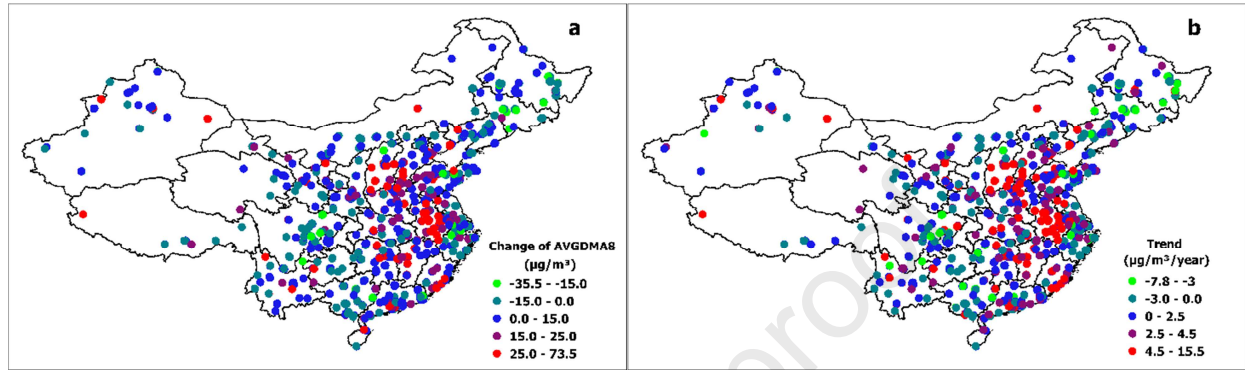 a
Change of AVGDMA8
(µg/m³)
-35.5 - -15.0
-15.0 - 0.0
0.0 - 15.0
15.0 - 25.0
25.0 - 73.5
b
Trend
(µg/m³/year)
-7.8 - -3
-3.0 - 0.0
0 - 2.5
2.5 - 4.5
4.5 - 15.5
proof